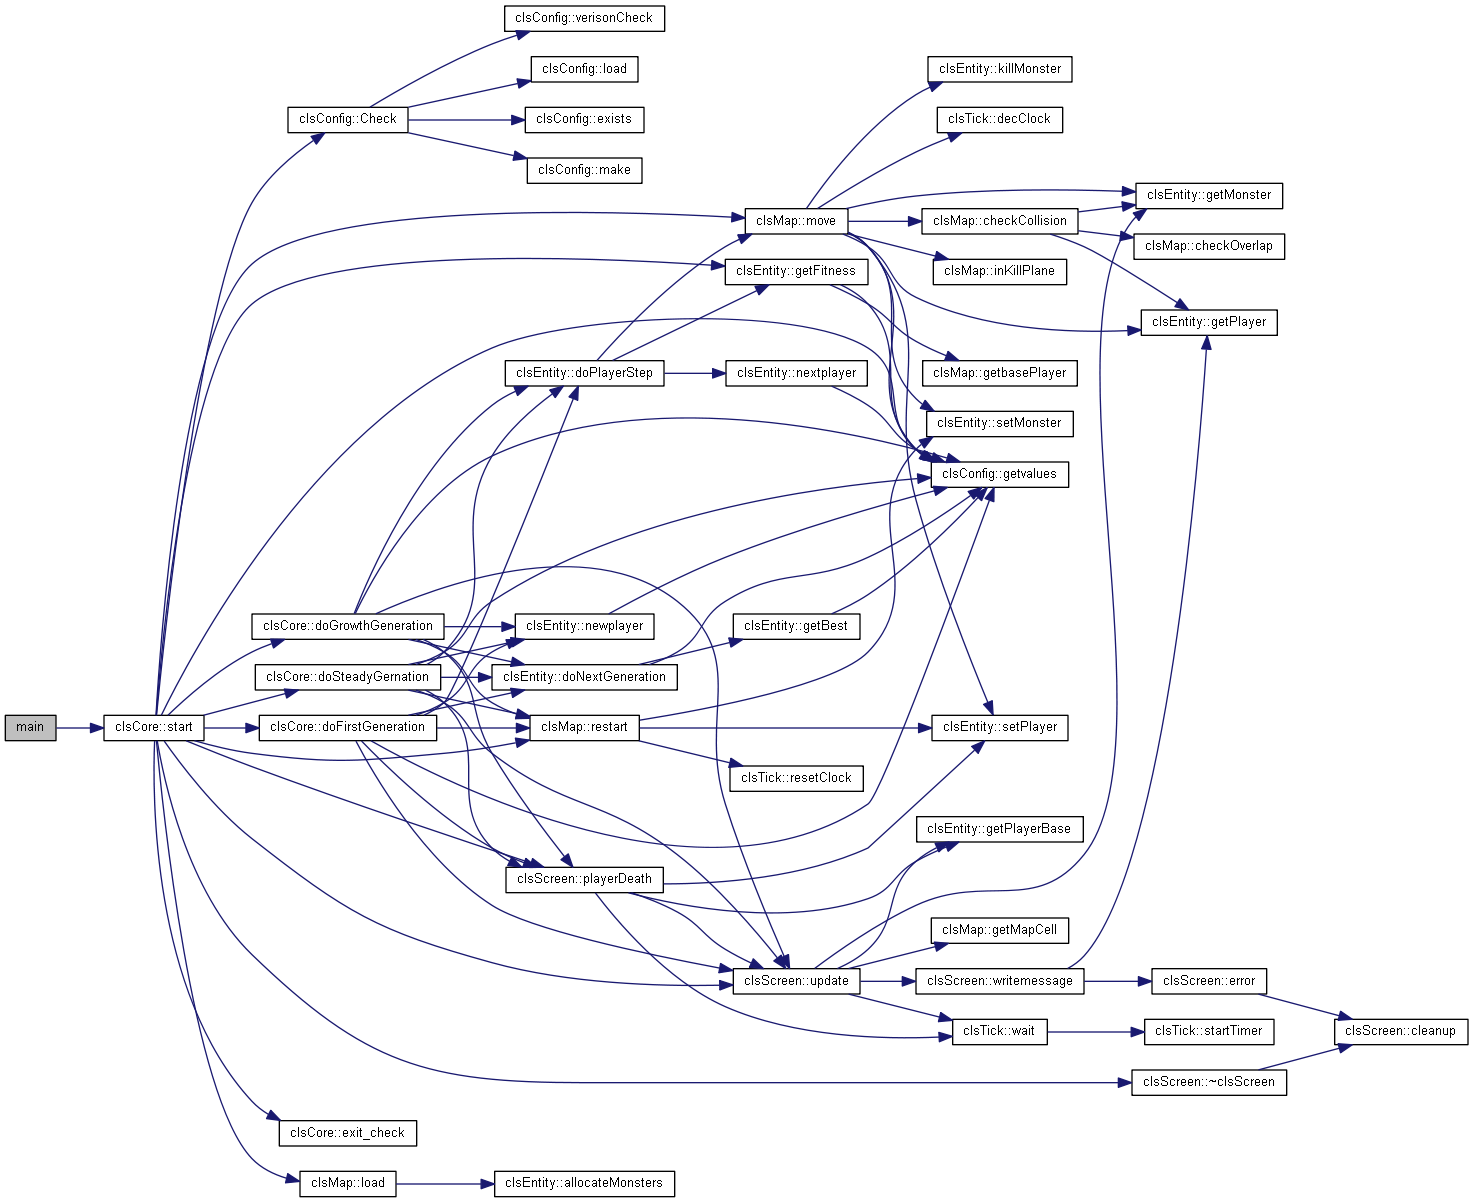 clsConfig::verisonCheck
clsConfig::load
clsEntity::killMonster
clsConfig::Check
clsConfig::exists
clsTick::decClock
clsConfig::make
clsEntity::getMonster
clsMap::move
clsMap::checkCollision
clsMap::checkOverlap
clsEntity::getFitness
clsMap::inKillPlane
clsEntity::getPlayer
clsEntity::doPlayerStep
clsEntity::nextplayer
clsMap::getbasePlayer
clsEntity::setMonster
clsConfig::getvalues
clsCore::doGrowthGeneration
clsEntity::newplayer
clsEntity::getBest
clsCore::doSteadyGernation
clsEntity::doNextGeneration
main
clsCore::start
clsCore::doFirstGeneration
clsMap::restart
clsEntity::setPlayer
clsTick::resetClock
clsEntity::getPlayerBase
clsScreen::playerDeath
clsMap::getMapCell
clsScreen::update
clsScreen::writemessage
clsScreen::error
clsTick::wait
clsTick::startTimer
clsScreen::cleanup
clsScreen::~clsScreen
clsCore::exit_check
clsMap::load
clsEntity::allocateMonsters